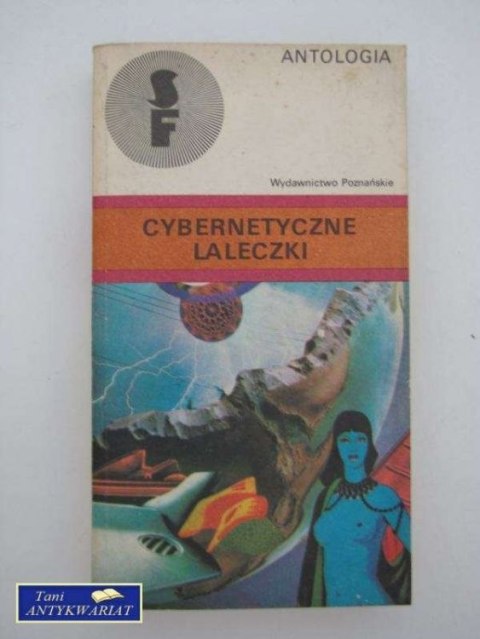 SF
ANTOLOGIA
Wydawnictwo Poznańskie
CYBERNETYCZNE
LALECZKI
Tani
ANTYKWARIAT